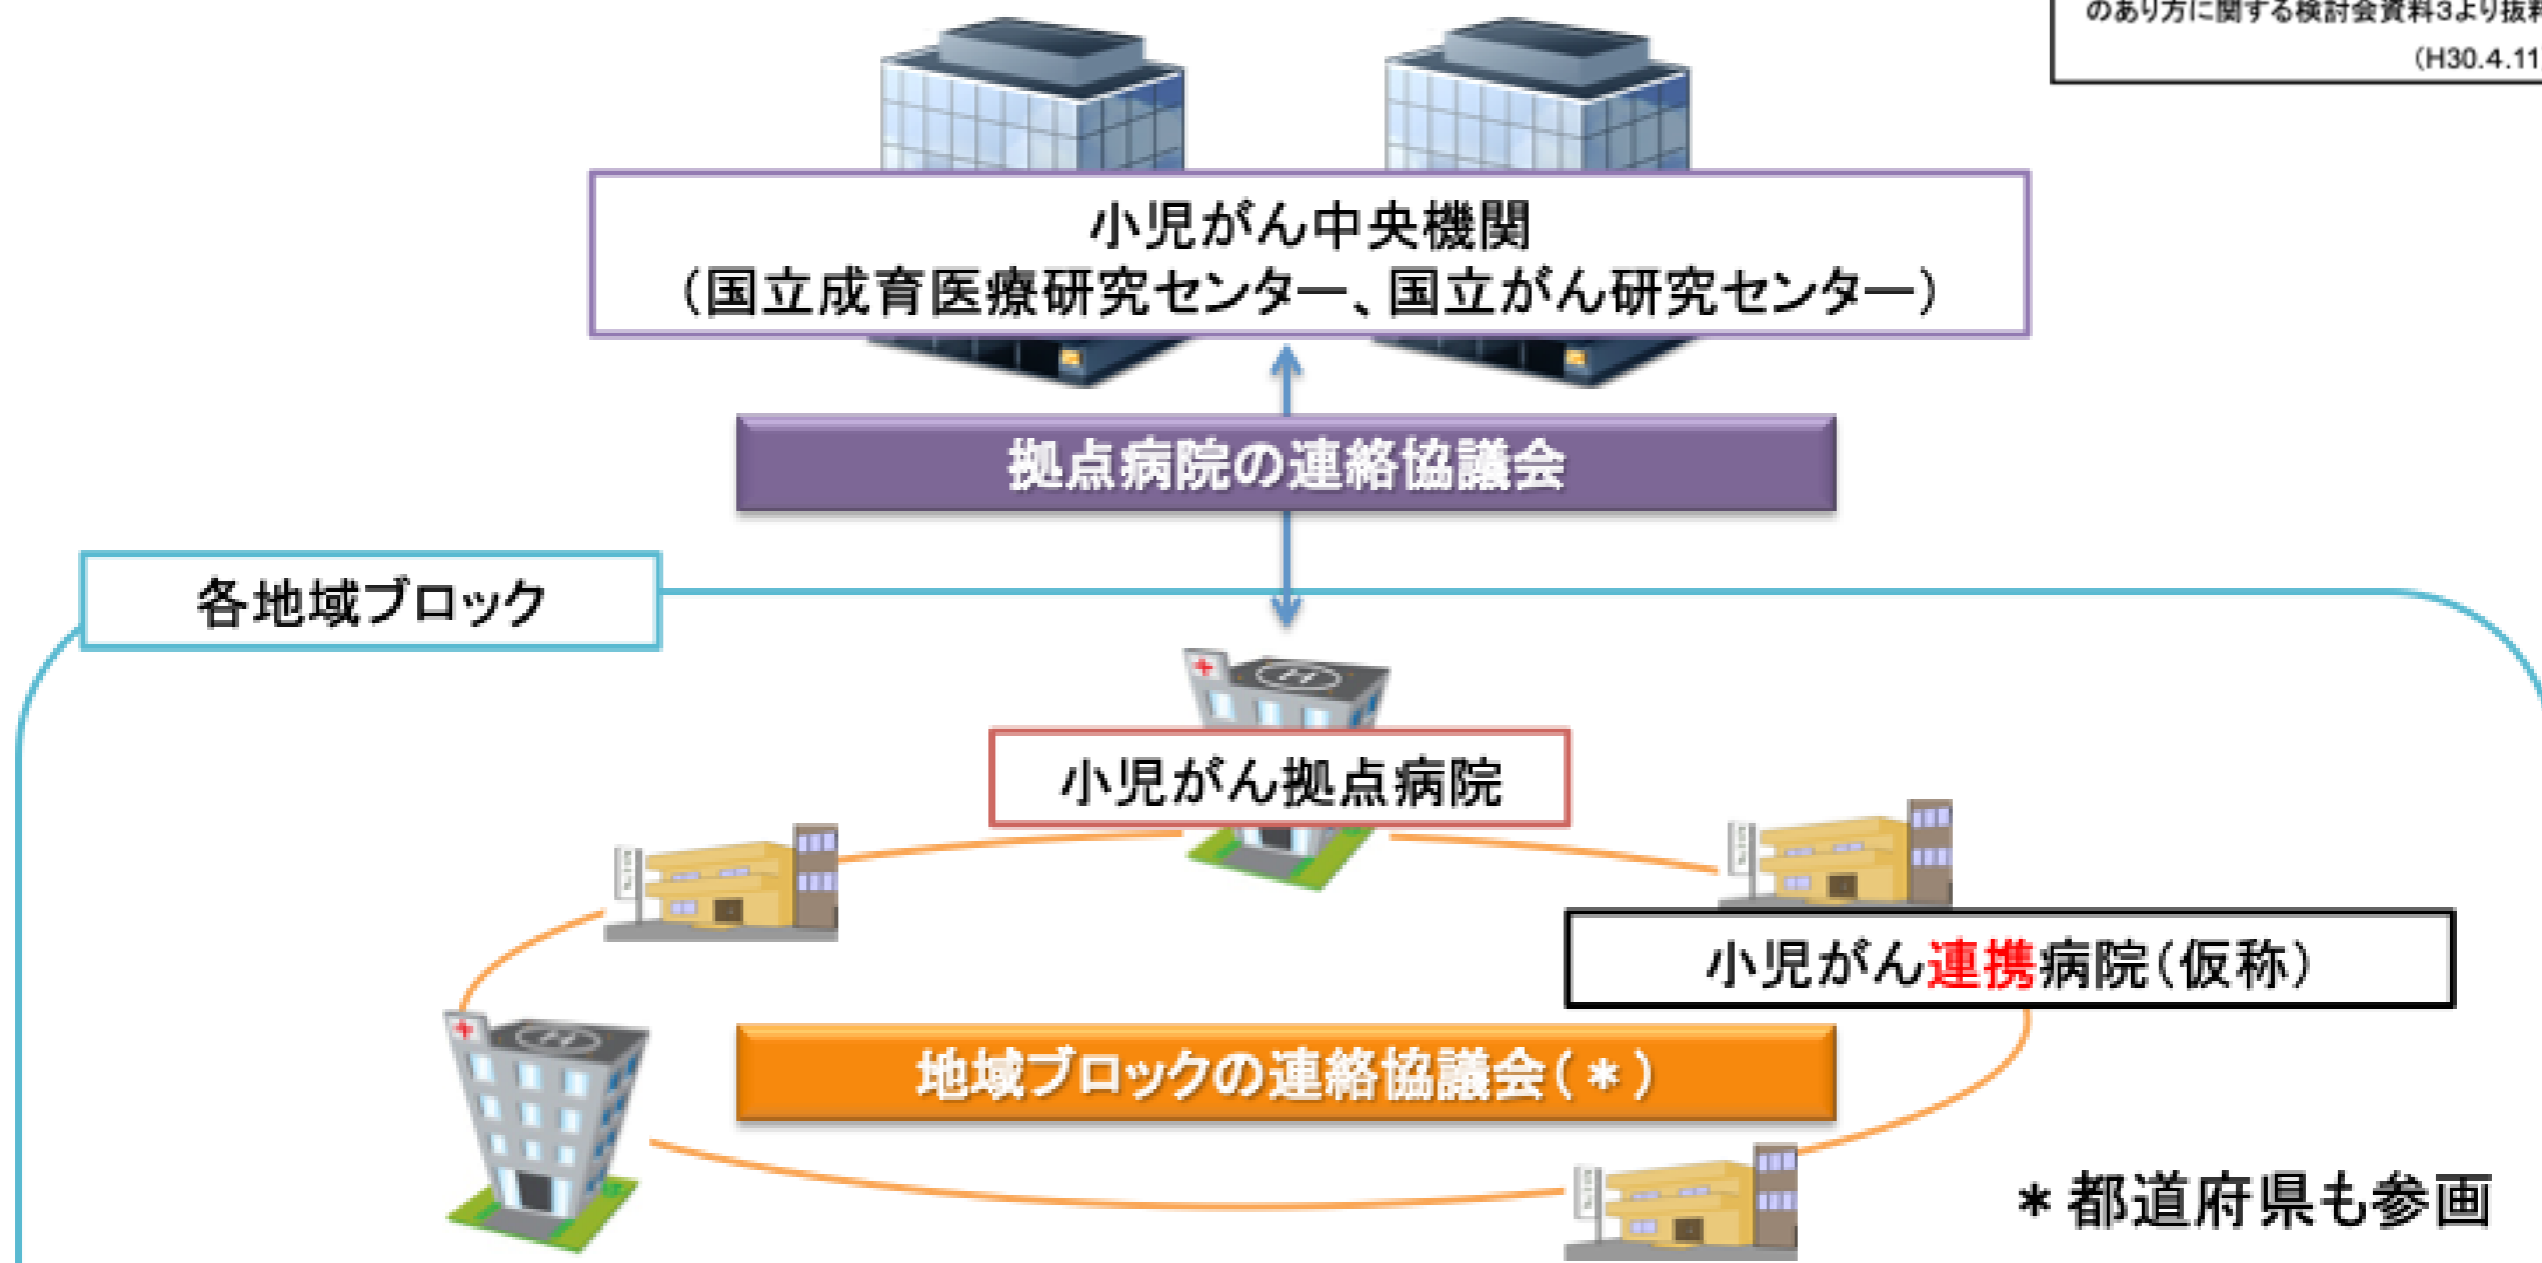 のあり方に関する検討会資料3より抜粋
(H30.4.11)
小児がん中央機関
(国立成育医療研究センター、国立がん研究センター)
拠点病院の連絡協議会
各地域ブロック
小児がん拠点病院
小児がん連携病院(仮称)
地域ブロックの連絡協議会(*)
*都道府県も参画